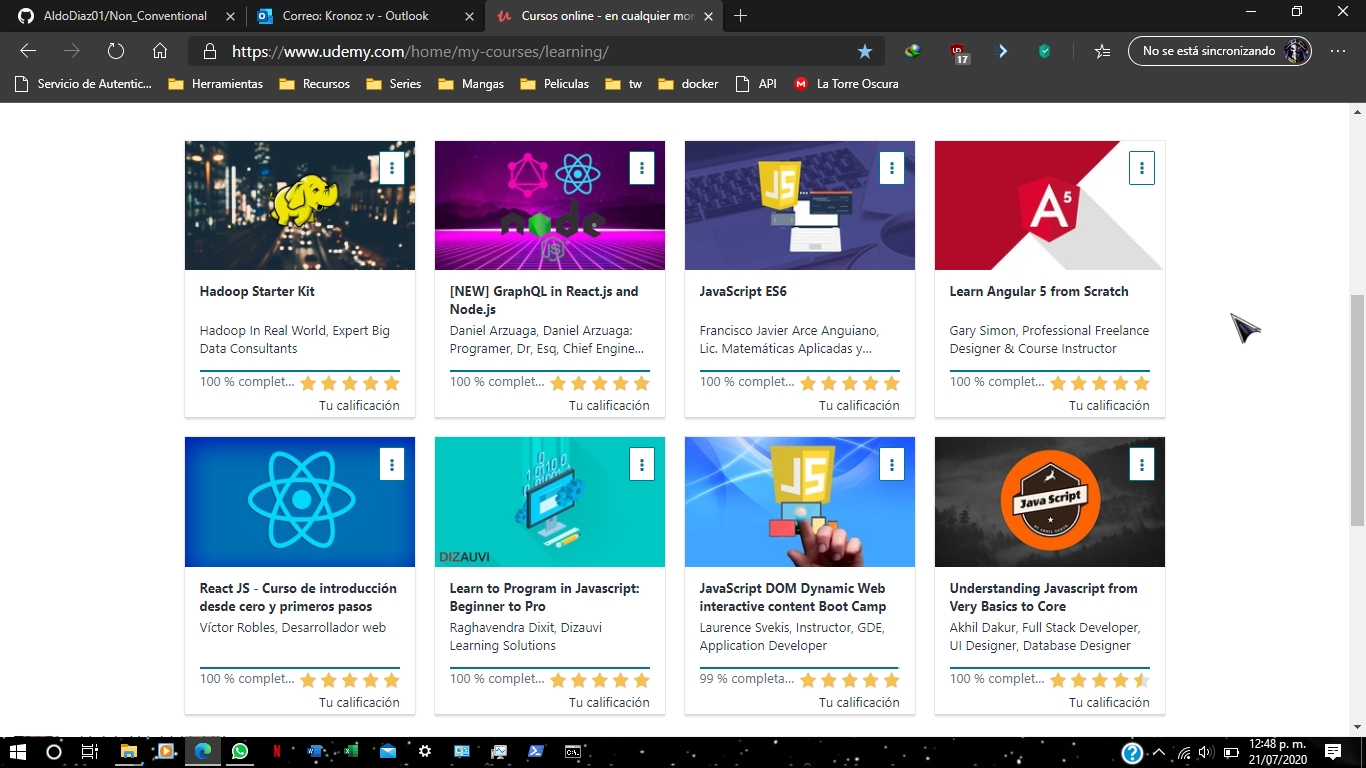 AldoDiaz01/Non_Conventional
Correo: Kronoz :v - Outlook
Cursos online - en cualquier mor
https://www.udemy.com/home/my-courses/learning/
17
No se está sincronizando
Servicio de Autentic...
Herramientas
Recursos
Series
Mangas
Peliculas
tw
docker
API
La Torre Oscura
JS
A5
node
JS
Hadoop Starter Kit
Hadoop In Real World, Expert Big
Data Consultants
100 % complet...
Tu calificación
[NEW] GraphQL in React.js and
Node.js
Daniel Arzuaga, Daniel Arzuaga:
Programer, Dr, Esq, Chief Engine...
100 % complet...
Tu calificación
JavaScript ES6
Francisco Javier Arce Anguiano,
Lic. Matemáticas Aplicadas y...
100 % complet...
Tu calificación
Learn Angular 5 from Scratch
Gary Simon, Professional Freelance
Designer & Course Instructor
100 % complet...
Tu calificación
React JS - Curso de introducción
desde cero y primeros pasos
Víctor Robles, Desarrollador web
100 % complet...
Tu calificación
DIZAUVI
Learn to Program in Javascript:
Beginner to Pro
Raghavendra Dixit, Dizauvi
Learning Solutions
100 % complet...
Tu calificación
JS
JavaScript DOM Dynamic Web
interactive content Boot Camp
Laurence Svekis, Instructor, GDE,
Application Developer
99 % completa...
Tu calificación
Java Script
BY AKHIL DAKUR
Understanding Javascript from
Very Basics to Core
Akhil Dakur, Full Stack Developer,
UI Designer, Database Designer
100 % complet...
Tu calificación
12:48 p. m.
21/07/2020